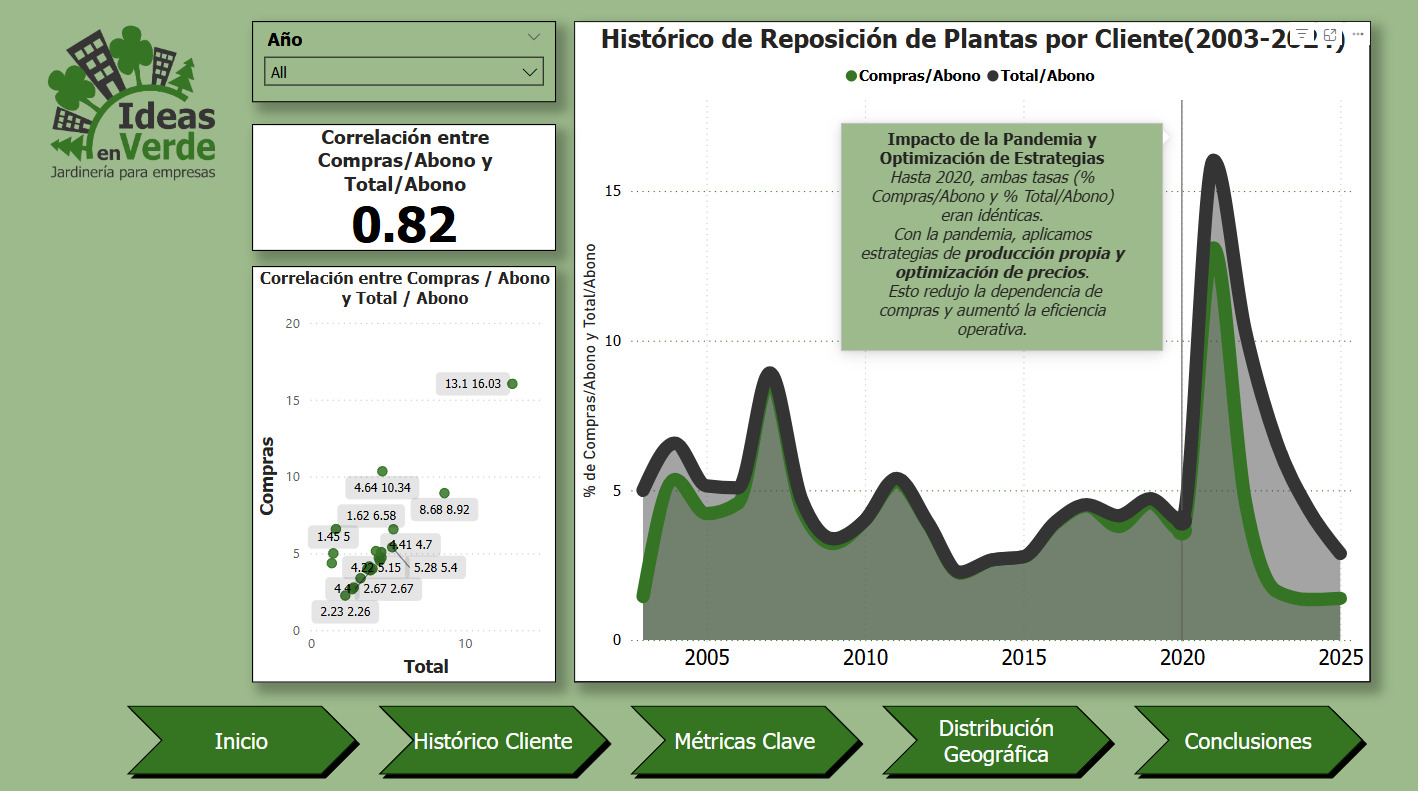 Ideas
en Verde
Jardinería para empresas
Año
All
Correlación entre
Compras/Abono y
Total/Abono
0.82
Correlación entre Compras / Abono
y Total / Abono
Compras
20
15
10
5
0
13.1 16.03
4.64 10.34
8.68 8.92
1.62 6.58
1.45 5
4.41 4.7
4.22 5.15
5.28 5.4
2.67 2.67
2.23 2.26
0
10
Total
Histórico de Reposición de Plantas por Cliente(2003-
Compras/Abono
Total/Abono
% de Compras/Abono y Total/Abono
15
10
5
0
Impacto de la Pandemia y
Optimización de Estrategias
Hasta 2020, ambas tasas (%
Compras/Abono y % Total/Abono)
eran idénticas.
Con la pandemia, aplicamos
estrategias de producción propia y
optimización de precios.
Esto redujo la dependencia de
compras y aumentó la eficiencia
operativa.
2005
2010
2015
2020
2025
Inicio
Histórico Cliente
Métricas Clave
Distribución
Geográfica
Conclusiones